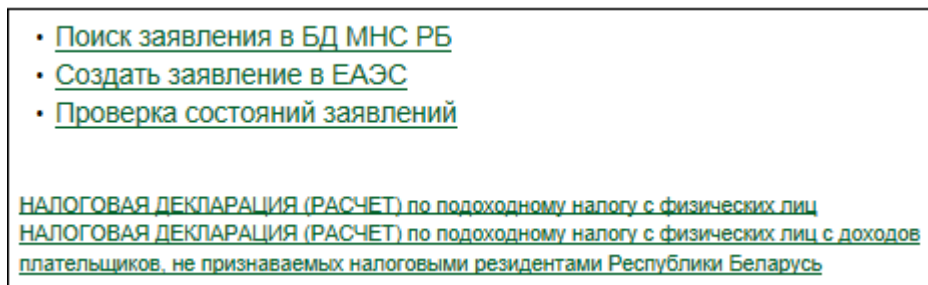 • Поиск заявления в БД МНС РБ
• Создать заявление в ЕАЭС
• Проверка состояний заявлений
НАЛОГОВАЯ ДЕКЛАРАЦИЯ (РАСЧЕТ) по подоходному налогу с физических лиц
НАЛОГОВАЯ ДЕКЛАРАЦИЯ (РАСЧЕТ) по подоходному налогу с физических лиц с доходов
плательщиков, не признаваемых налоговыми резидентами Республики Беларусь